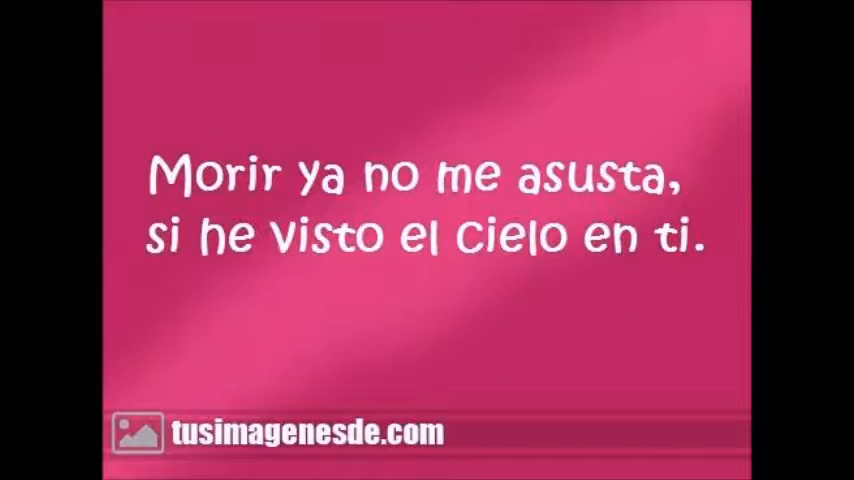 Morir ya no me asusta,
si he visto el cielo en ti.
tusimagenesde.com